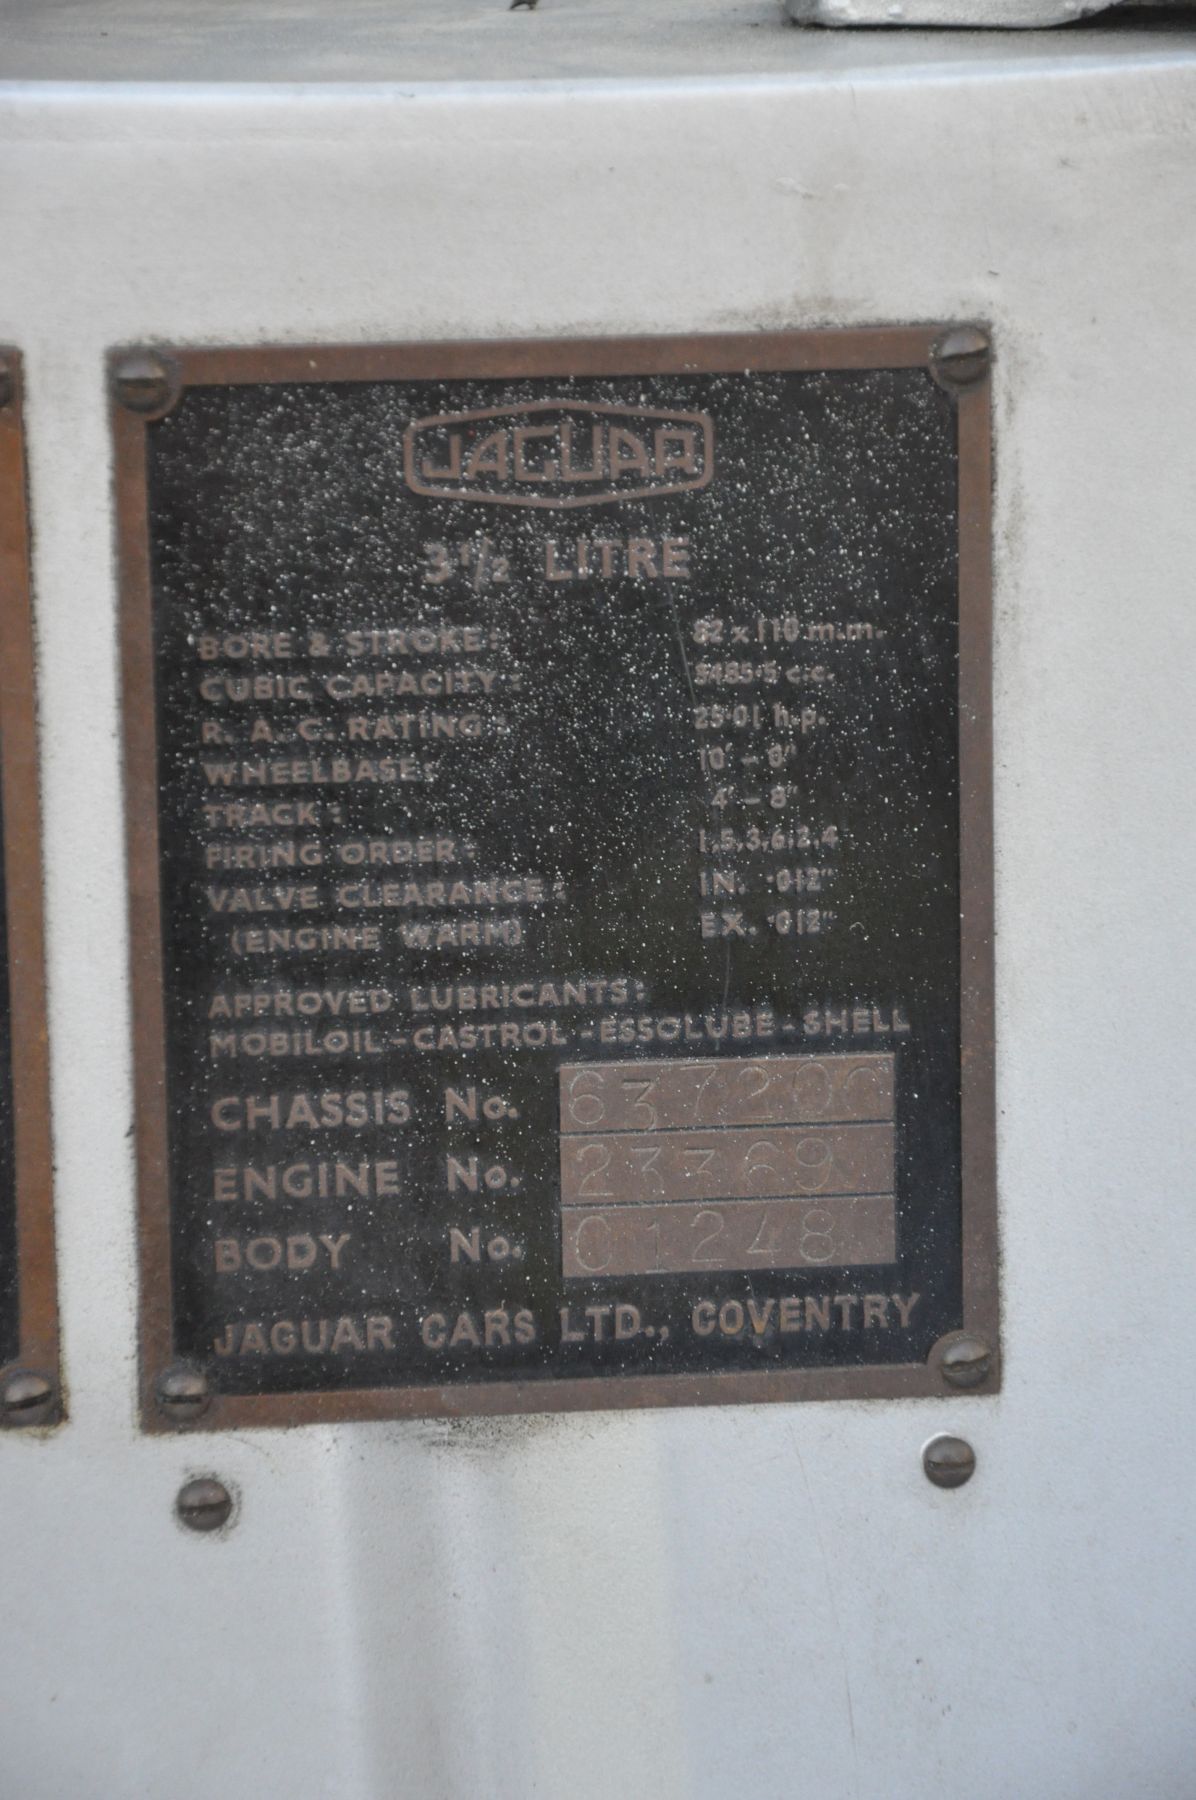 JAGUAR
3 1/2 LITRE
BORE & STROKE: 82 x 110 m.m.
CUBIC CAPACITY: 3485·5 c.c.
R. A. C. RATING: 25·01 h.p.
WHEELBASE: 10' - 0"
TRACK: 4' - 8"
FIRING ORDER: 1,5,3,6,2,4
VALVE CLEARANCE: IN. ·012"
(ENGINE WARM) EX. ·012"
APPROVED LUBRICANTS:
MOBILOIL - CASTROL - ESSOLUBE - SHELL
CHASSIS No. 637200
ENGINE No. 23369
BODY No. C1248
JAGUAR CARS LTD., COVENTRY